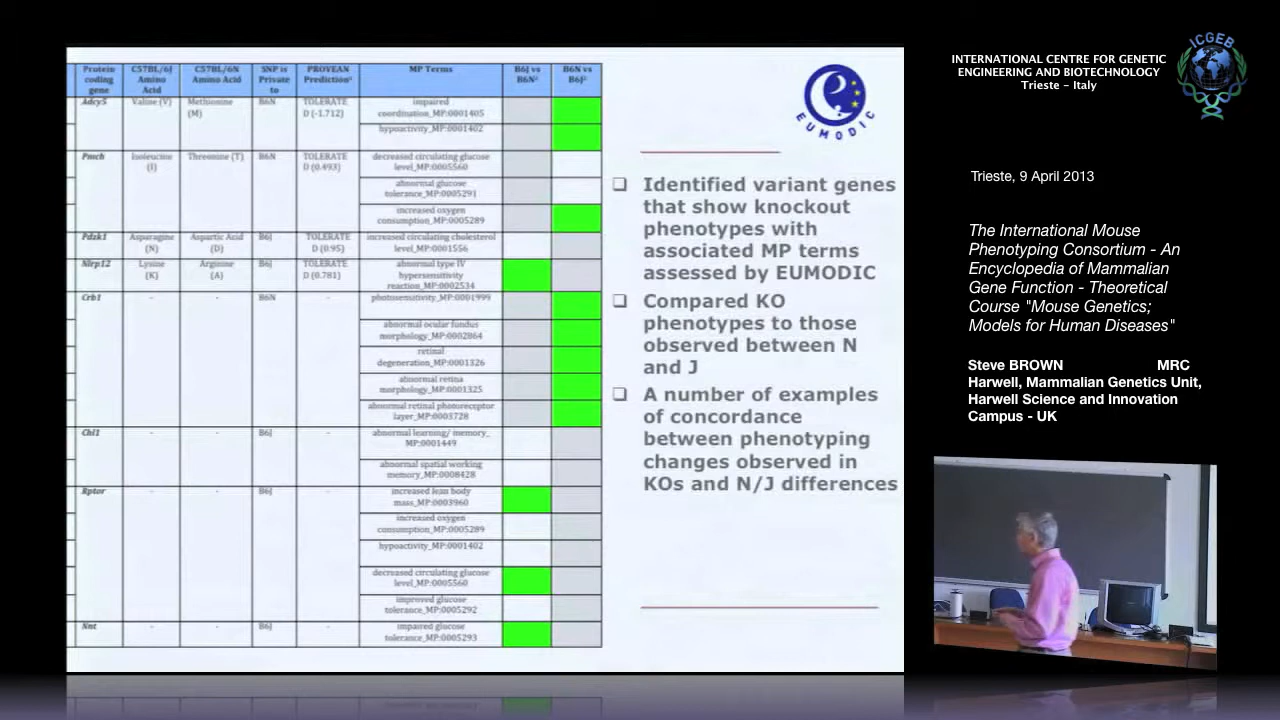 Protein coding gene C57BL/6J Amino Acid C57BL/6N Amino Acid SNP is Private to PROVEAN Prediction¹ MP Terms B6J vs B6N² B6N vs B6J²
Adcy5 Valine (V) Methionine (M) B6N TOLERATE D (-1.712) impaired coordination_MP:0001405
hypoactivity_MP:0001402
Pmch Isoleucine (I) Threonine (T) B6N TOLERATE D (0.493) decreased circulating glucose level_MP:0005560
abnormal glucose tolerance_MP:0005291
increased oxygen consumption_MP:0005289
Pdzk1 Asparagine (N) Aspartic Acid (D) B6J TOLERATE D (0.95) increased circulating cholesterol level_MP:0001556
Nlrp12 Lysine (K) Arginine (A) B6J TOLERATE D (0.781) abnormal type IV hypersensitivity reaction_MP:0002534
Crb1 - - B6N - photosensitivity_MP:0001999
abnormal ocular fundus morphology_MP:0002864
retinal degeneration_MP:0001326
abnormal retina morphology_MP:0001325
abnormal retinal photoreceptor layer_MP:0003728
Chl1 - - B6J - abnormal learning/ memory_ MP:0001449
abnormal spatial working memory_MP:0008428
Rptor - - B6J - increased lean body mass_MP:0003960
increased oxygen consumption_MP:0005289
hypoactivity_MP:0001402
decreased circulating glucose level_MP:0005560
improved glucose tolerance_MP:0005292
Nnt - - B6J - impaired glucose tolerance_MP:0005293
EUMODIC
❑ Identified variant genes
that show knockout
phenotypes with
associated MP terms
assessed by EUMODIC
❑ Compared KO
phenotypes to those
observed between N
and J
❑ A number of examples
of concordance
between phenotyping
changes observed in
KOs and N/J differences
INTERNATIONAL CENTRE FOR GENETIC
ENGINEERING AND BIOTECHNOLOGY
Trieste - Italy
ICGEB
Trieste, 9 April 2013
The International Mouse
Phenotyping Consortium - An
Encyclopedia of Mammalian
Gene Function - Theoretical
Course "Mouse Genetics;
Models for Human Diseases"
Steve BROWN MRC
Harwell, Mammalian Genetics Unit,
Harwell Science and Innovation
Campus - UK